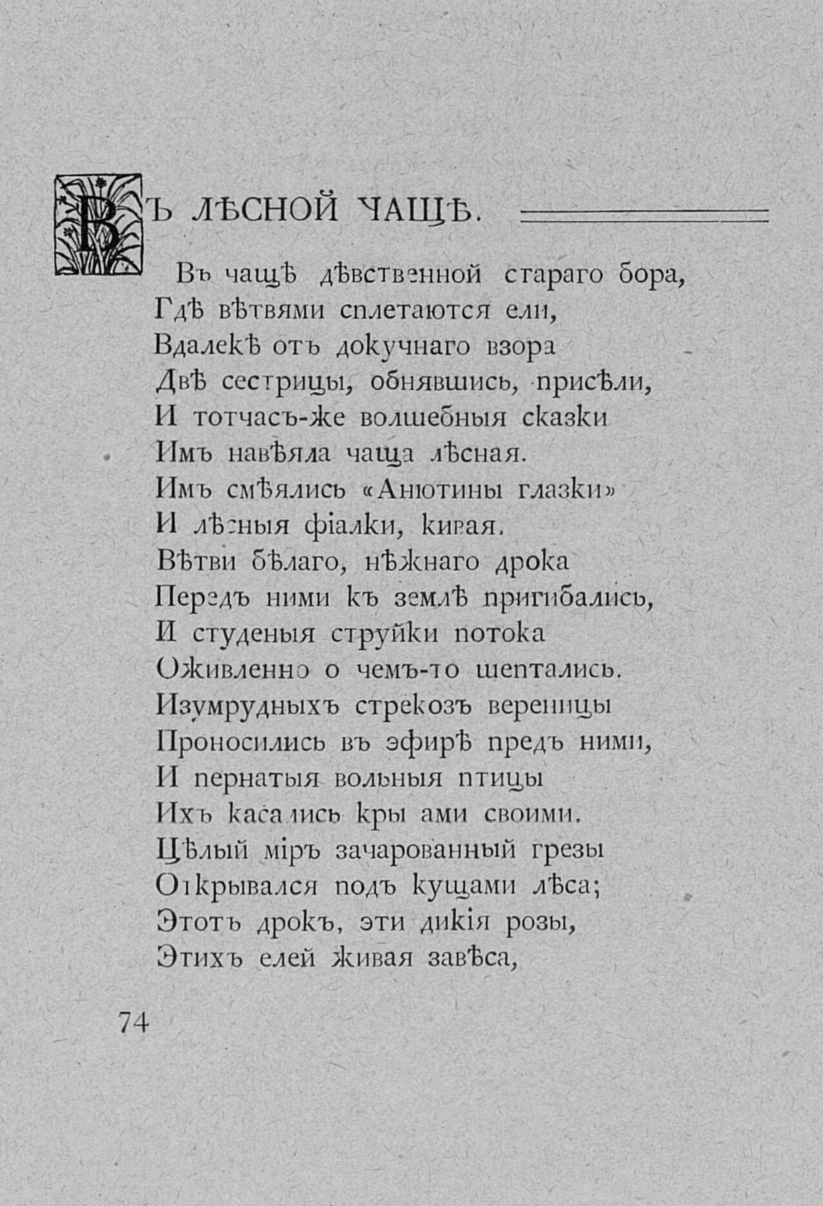 ВЪ ЛѢСНОЙ ЧАЩѢ.
Въ чащѣ дѣвственной стараго бора,
Гдѣ вѣтвями сплетаются ели,
Вдалекѣ отъ докучнаго взора
Двѣ сестрицы, обнявшись, присѣли,
И тотчасъ-же волшебныя сказки
Имъ навѣяла чаща лѣсная.
Имъ смѣялись «Анютины глазки»
И лѣсныя фіалки, кивая.
Вѣтви бѣлаго, нѣжнаго дрока
Передъ ними къ землѣ пригибались,
И студеныя струйки потока
Оживленно о чемъ-то шептались.
Изумрудныхъ стрекозъ вереницы
Проносились въ эфирѣ предъ ними,
И пернатыя вольныя птицы
Ихъ касались кры ами своими.
Цѣлый міръ зачарованный грезы
Открывался подъ кущами лѣса;
Этотъ дрокъ, эти дикія розы,
Этихъ елей живая завѣса,
74